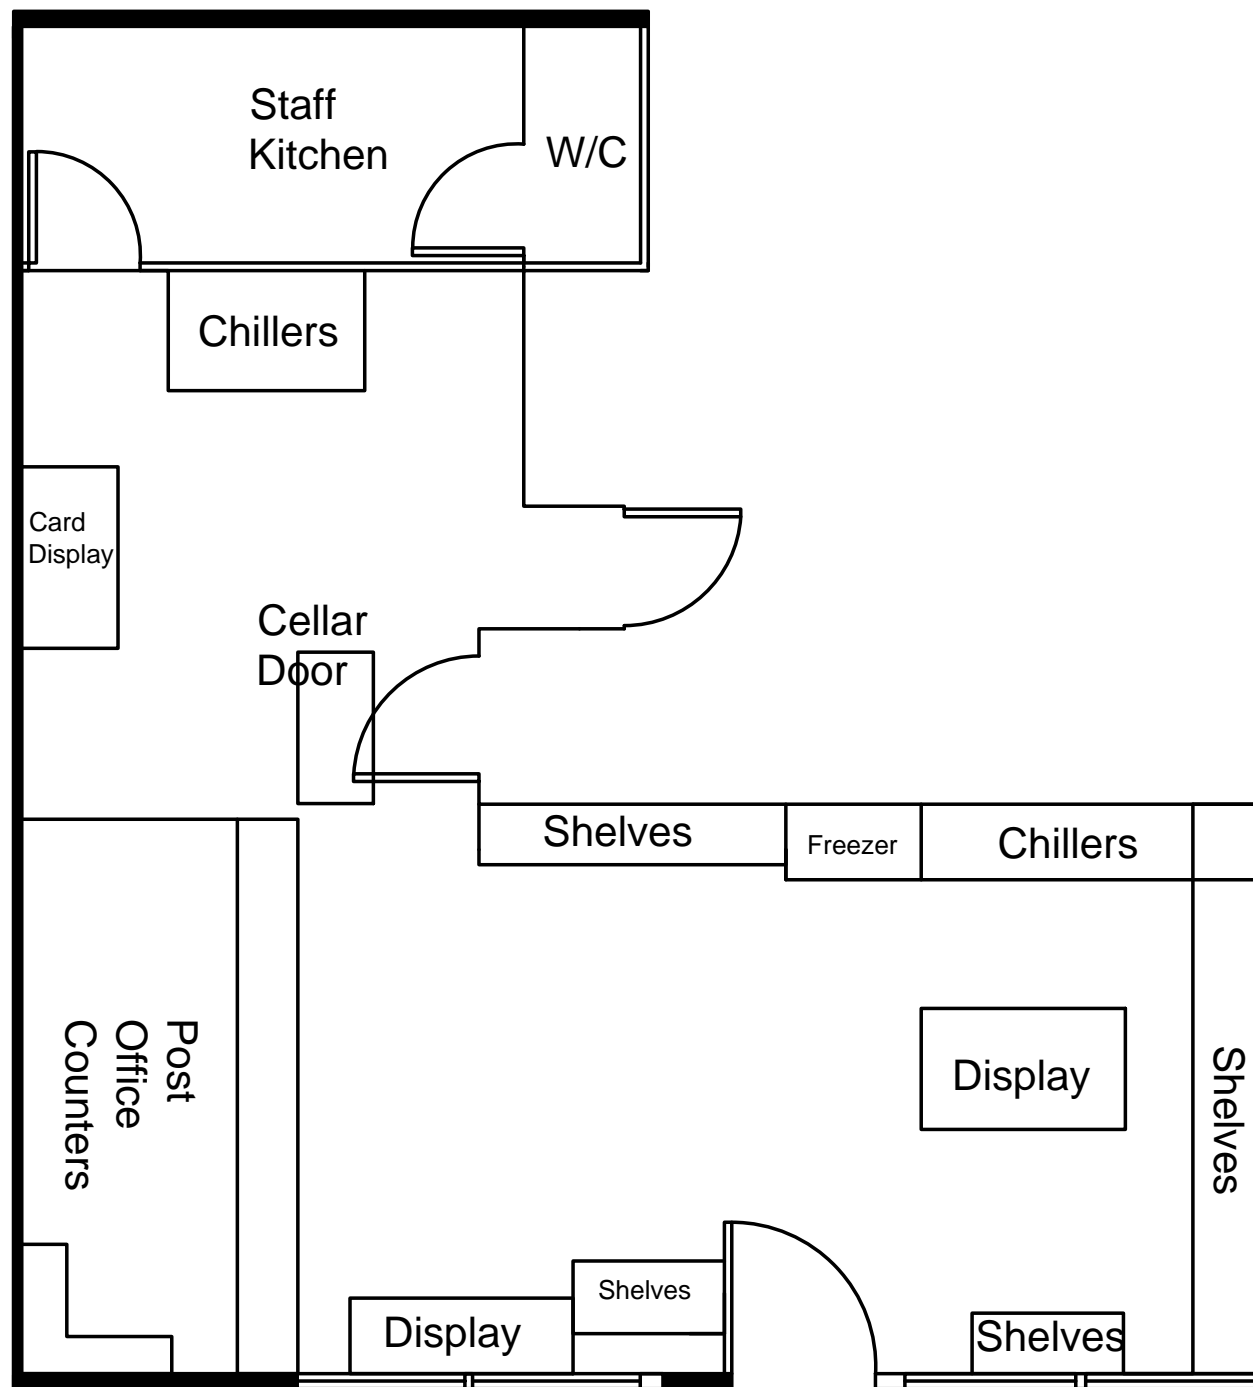 Staff
Kitchen
W/C
Chillers
Card
Display
Cellar
Door
Shelves
Freezer
Chillers
Post
Office
Counters
Display
Shelves
Shelves
Display
Shelves